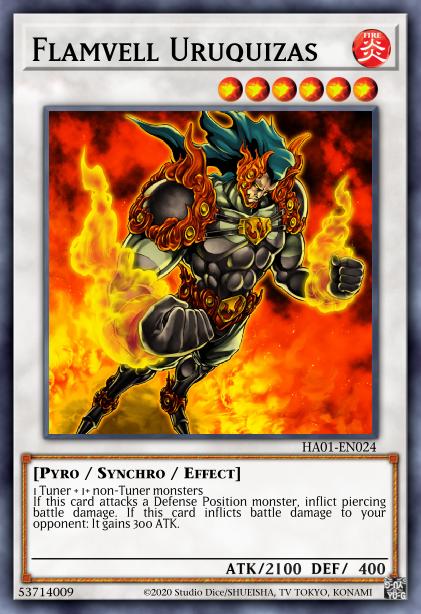 FLAMVELL URUQUIZAS
FIRE
炎
HA01-EN024
[PYRO / SYNCHRO / EFFECT]
1 Tuner + 1+ non-Tuner monsters
If this card attacks a Defense Position monster, inflict piercing
battle damage. If this card inflicts battle damage to your
opponent: It gains 300 ATK.
ATK/2100 DEF/ 400
53714009
©2020 Studio Dice/SHUEISHA, TV TOKYO, KONAMI